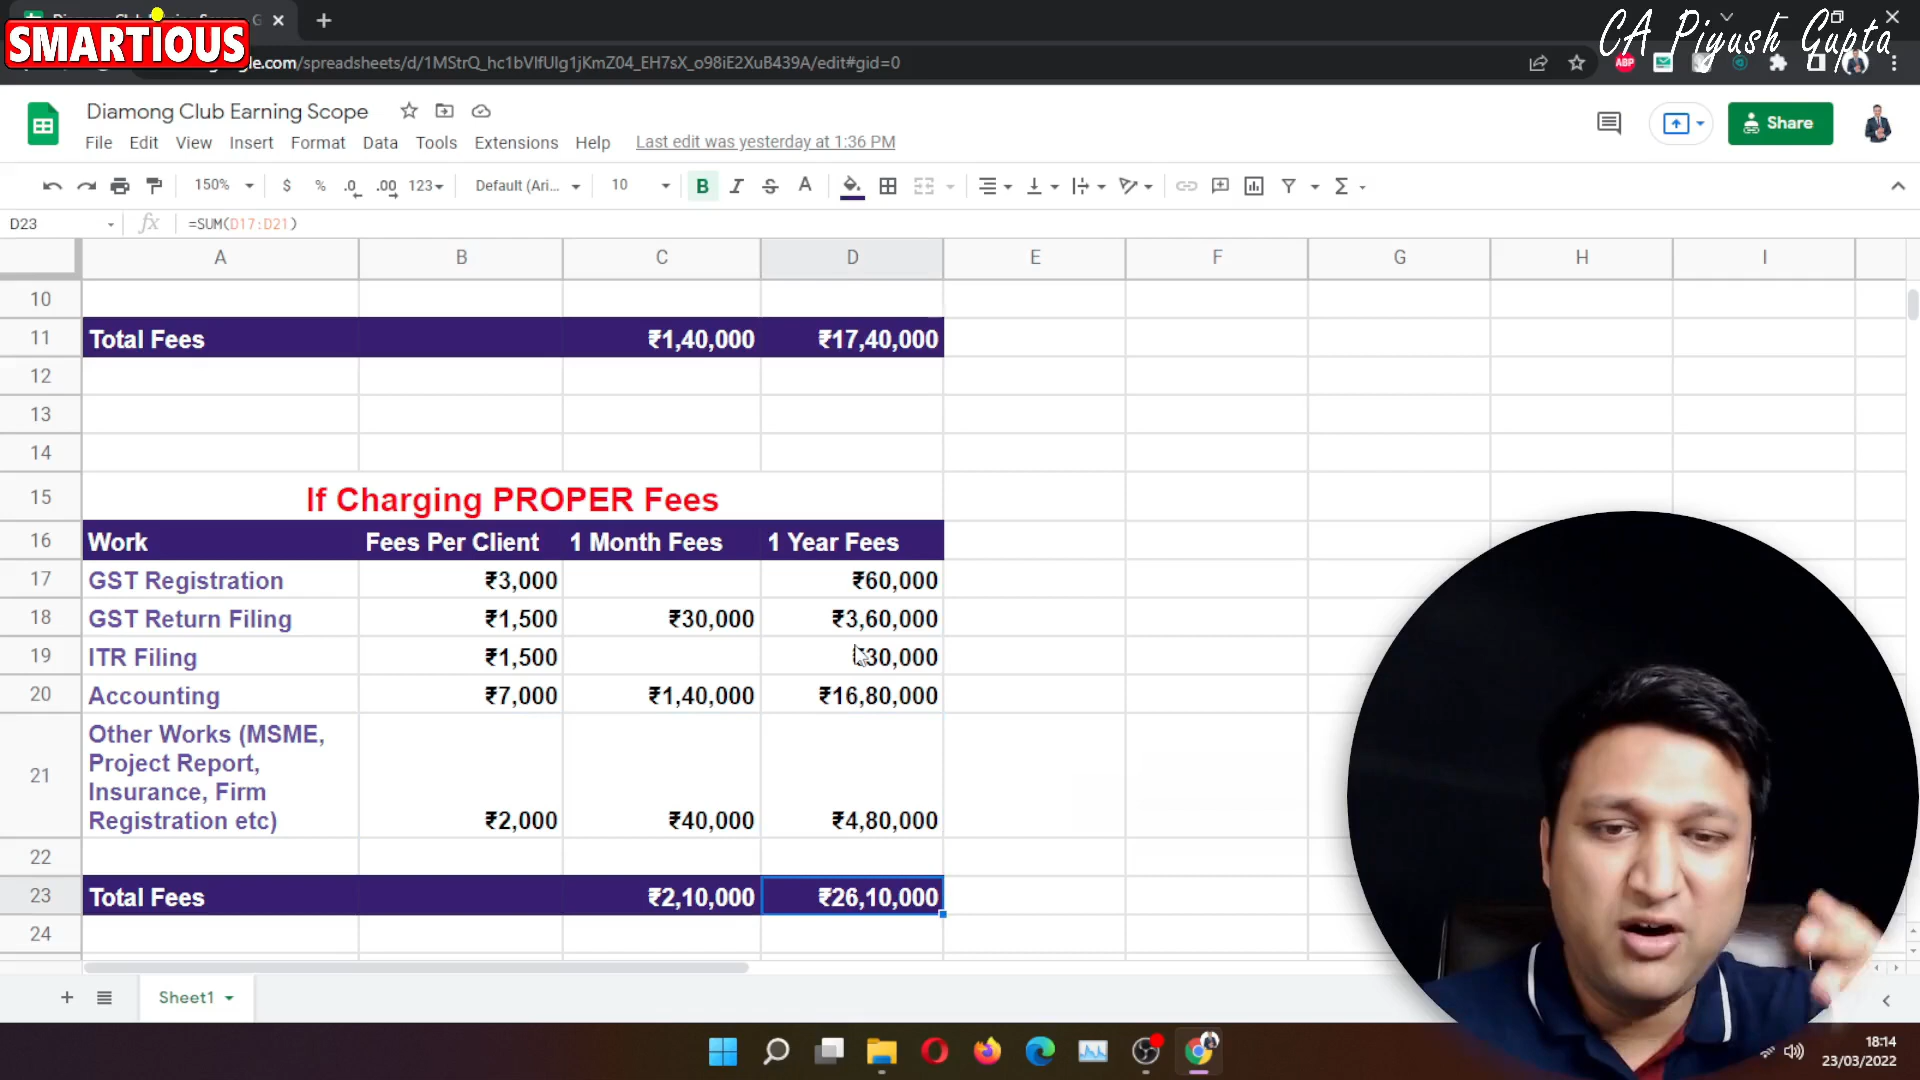 Diamong Club Earning Scope
SMARTIOUS
CA Piyush Gupta
ABP
Diamong Club Earning Scope
Share
File Edit View Insert Format Data Tools Extensions Help Last edit was yesterday at 1:36 PM
150% $ % .0 .00 123 Default (Ari... 10 B I S A
D23 fx =SUM(D17:D21)
A B C D E F G H I
10
11 Total Fees ₹1,40,000 ₹17,40,000
12
13
14
15 If Charging PROPER Fees
16 Work Fees Per Client 1 Month Fees 1 Year Fees
17 GST Registration ₹3,000 ₹60,000
18 GST Return Filing ₹1,500 ₹30,000 ₹3,60,000
19 ITR Filing ₹1,500 ₹30,000
20 Accounting ₹7,000 ₹1,40,000 ₹16,80,000
Other Works (MSME,
Project Report,
21 Insurance, Firm
Registration etc) ₹2,000 ₹40,000 ₹4,80,000
22
23 Total Fees ₹2,10,000 ₹26,10,000
24
Sheet1
18:14
23/03/2022